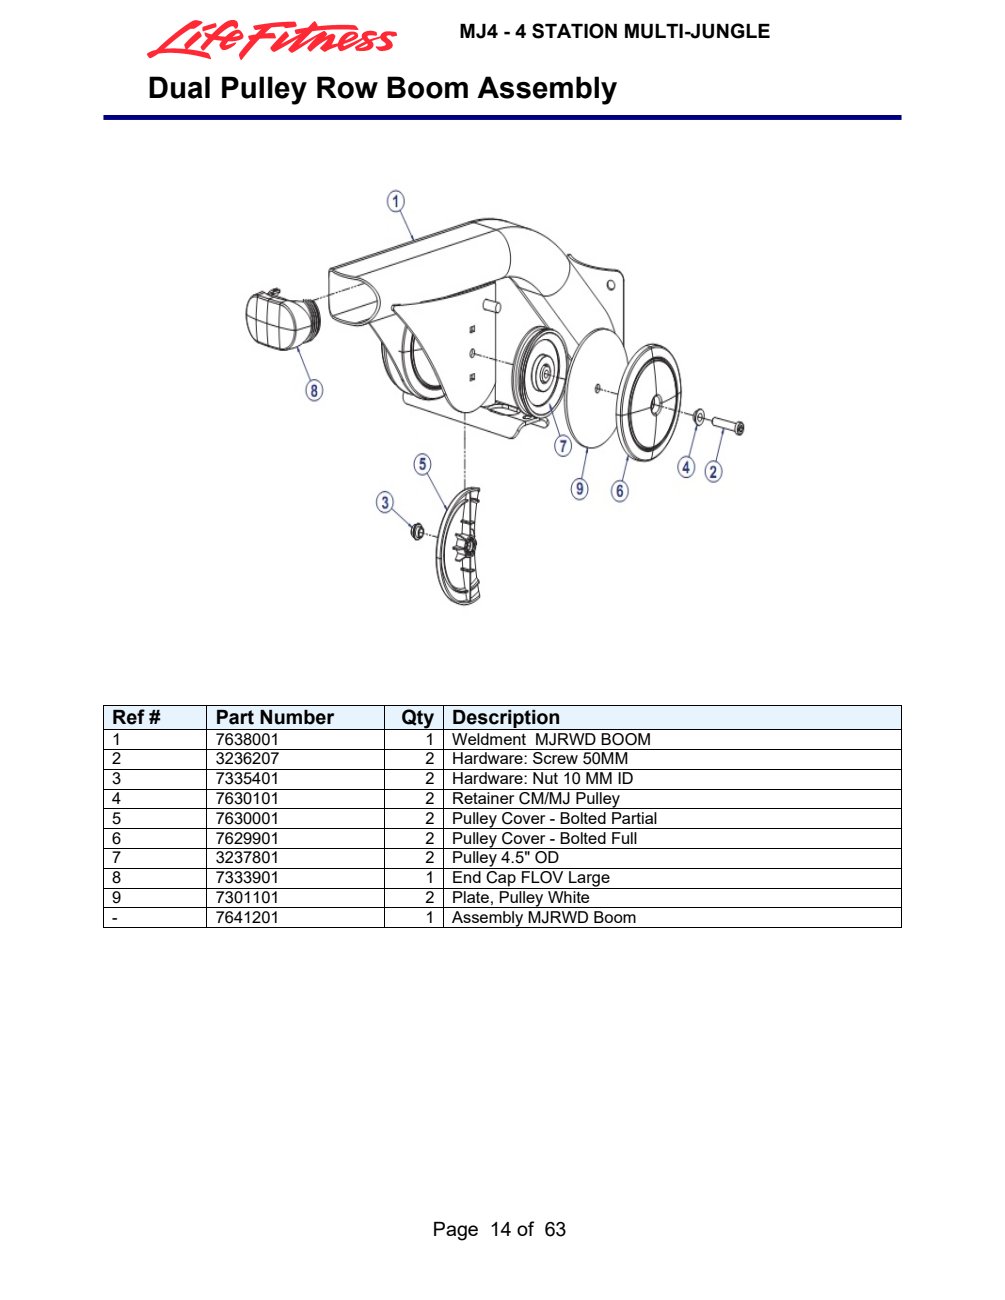 Life Fitness
MJ4 - 4 STATION MULTI-JUNGLE
Dual Pulley Row Boom Assembly
1
8
7
5
4
2
9
6
3
Ref # Part Number Qty Description
1 7638001 1 Weldment  MJRWD BOOM
2 3236207 2 Hardware: Screw 50MM
3 7335401 2 Hardware: Nut 10 MM ID
4 7630101 2 Retainer CM/MJ Pulley
5 7630001 2 Pulley Cover - Bolted Partial
6 7629901 2 Pulley Cover - Bolted Full
7 3237801 2 Pulley 4.5" OD
8 7333901 1 End Cap FLOV Large
9 7301101 2 Plate, Pulley White
- 7641201 1 Assembly MJRWD Boom
Page  14 of  63